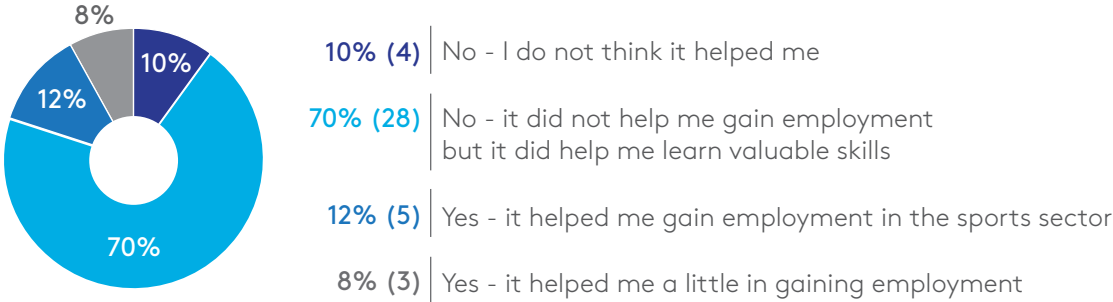 8%
10%
12%
70%
10% (4) No - I do not think it helped me
70% (28) No - it did not help me gain employment
but it did help me learn valuable skills
12% (5) Yes - it helped me gain employment in the sports sector
8% (3) Yes - it helped me a little in gaining employment